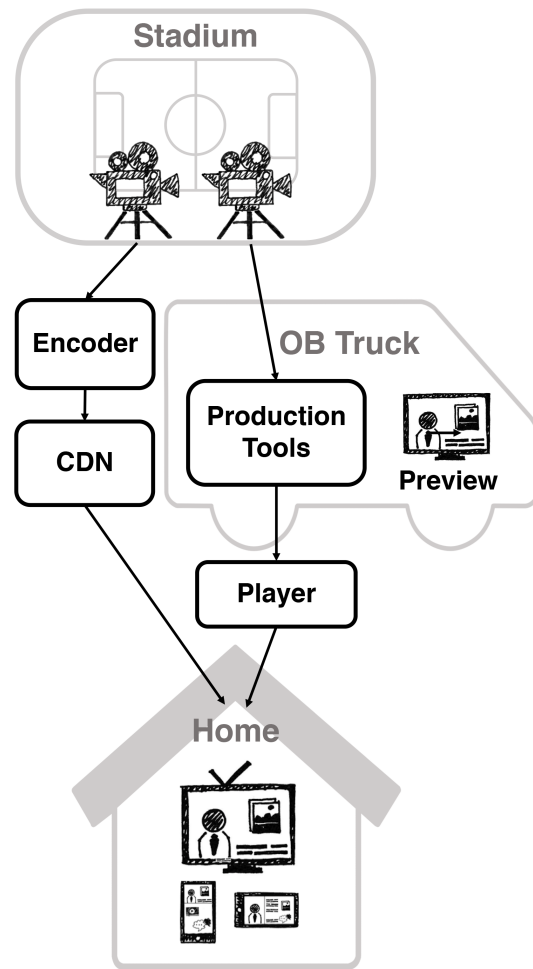 Stadium
Encoder
OB Truck
Production
Tools
CDN
Preview
Player
Home